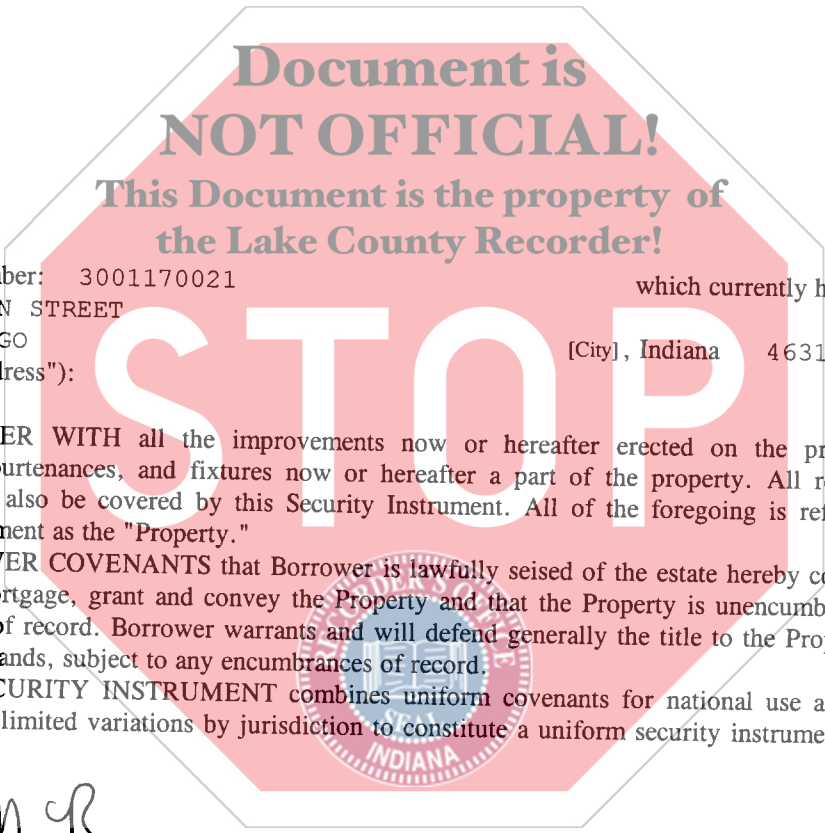 Document is
NOT OFFICIAL!
This Document is the property of
the Lake County Recorder!
ber: 3001170021 which currently h
N STREET
GO [City], Indiana 4631
ress"):
STOP
ER WITH all the improvements now or hereafter erected on the pr
urtenances, and fixtures now or hereafter a part of the property. All r
also be covered by this Security Instrument. All of the foregoing is ref
ment as the "Property."
ER COVENANTS that Borrower is lawfully seised of the estate hereby co
rtgage, grant and convey the Property and that the Property is unencumb
of record. Borrower warrants and will defend generally the title to the Prop
ands, subject to any encumbrances of record.
CURITY INSTRUMENT combines uniform covenants for national use a
limited variations by jurisdiction to constitute a uniform security instrume
RECORDER'S OFFICE
SEAL
INDIANA